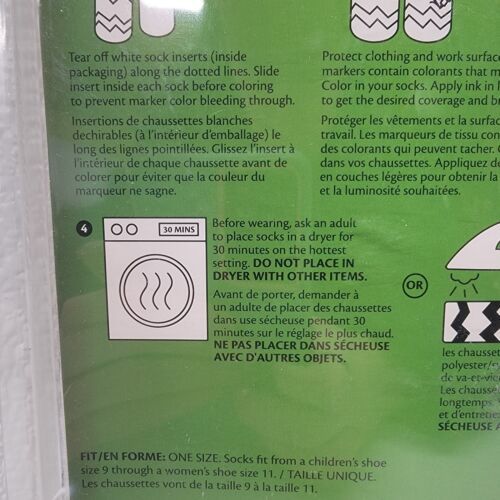 Tear off white sock inserts (inside
packaging) along the dotted lines. Slide
insert inside each sock before coloring
to prevent marker color bleeding through.
Insertions de chaussettes blanches
dechirables (à l'intérieur d'emballage) le
long des lignes pointillées. Glissez l'insert à
l'intérieur de chaque chaussette avant de
colorer pour éviter que la couleur du
marqueur ne sagne.
Protect clothing and work
markers contain colorants that
Color in your socks. Apply ink in
to get the desired coverage and
Protéger les vêtements et la
travail. Les marqueurs de tissu
des colorants qui peuvent tacher.
dans vos chaussettes. Appliquez
en couches légères pour obtenir la
et la luminosité souhaitées.
4
30 MINS
Before wearing, ask an adult
to place socks in a dryer for
30 minutes on the hottest
setting. DO NOT PLACE IN
DRYER WITH OTHER ITEMS.
Avant de porter, demander à
un adulte de placer des chaussettes
dans use sécheuse pendant 30
minutes sur le réglage le plus chaud.
NE PAS PLACER DANS SÉCHEUSE
AVEC D'AUTRES OBJETS.
OR
les
polyester/
de
Les
longtemps.
et
SÉCHEUSE
FIT/EN FORME: ONE SIZE. Socks fit from a children's shoe
size 9 through a women's shoe size 11. / TAILLE UNIQUE.
Les chaussettes vont de la taille 9 à la taille 11.